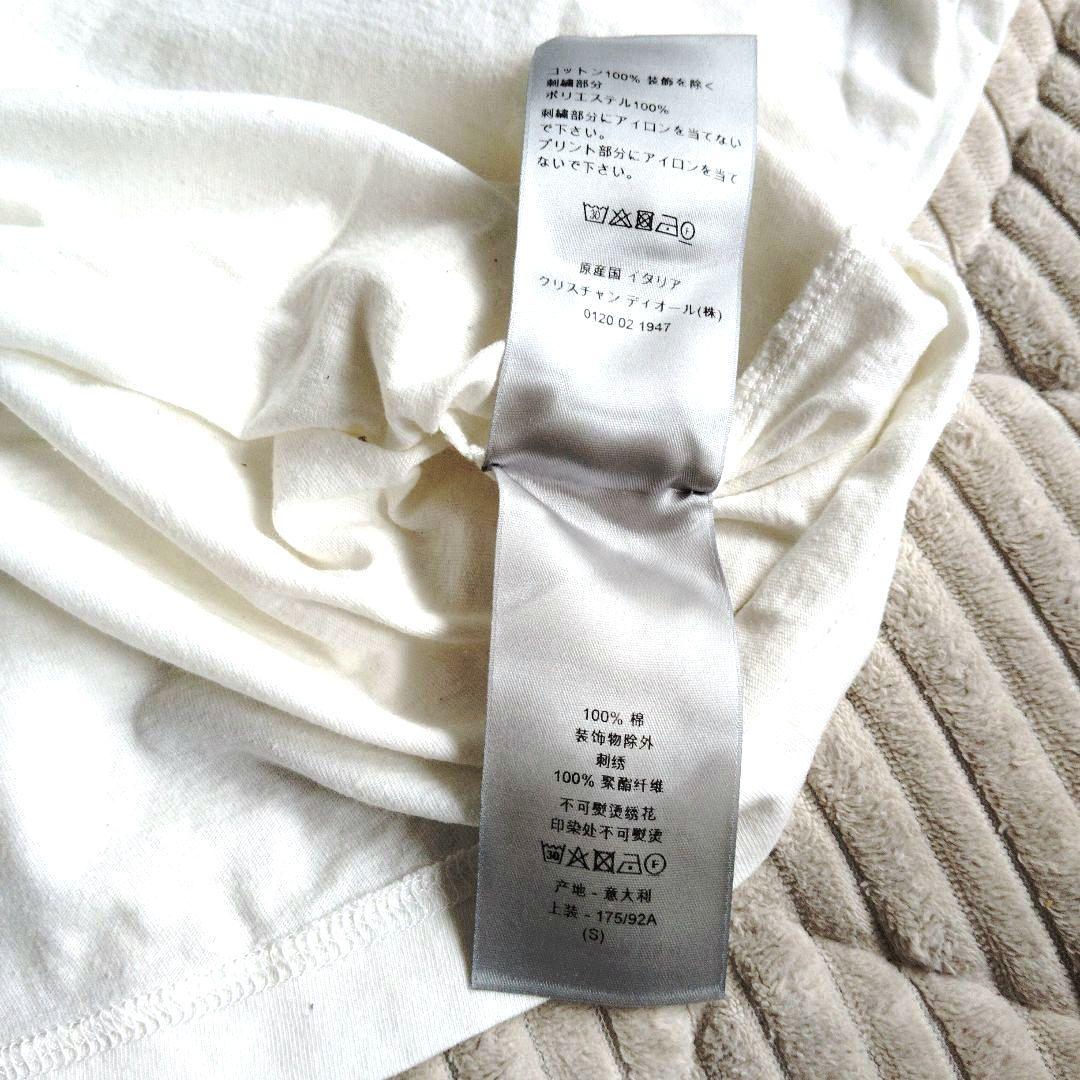 コットン100% 装飾を除く
刺繍部分
ポリエステル100%
刺繍部分にアイロンを当てない
で下さい。
プリント部分にアイロンを当て
ないで下さい。
30 F
原産国 イタリア
クリスチャン ディオール(株)
0120 02 1947
100% 棉
装饰物除外
刺绣
100% 聚酯纤维
不可熨烫绣花
印染处不可熨烫
30 F
产地 - 意大利
上装 - 175/92A
(S)